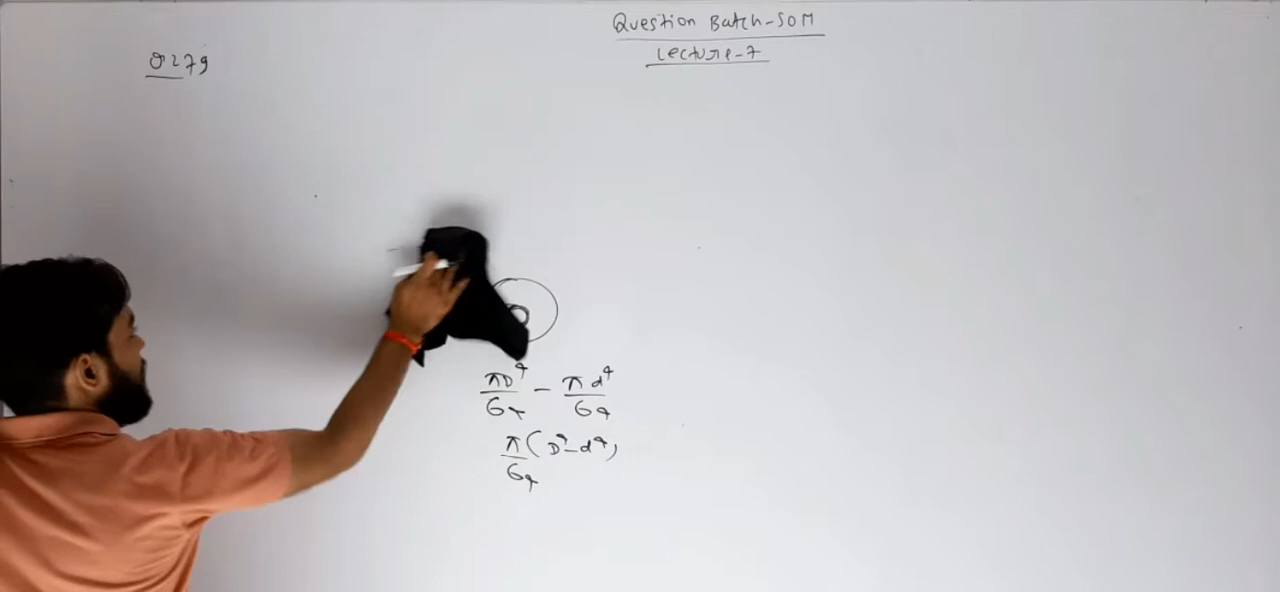 Question Batch-SOM
Lecture-7
Q279
πD⁴/64 - πd⁴/64
π/64 (D⁴-d⁴)